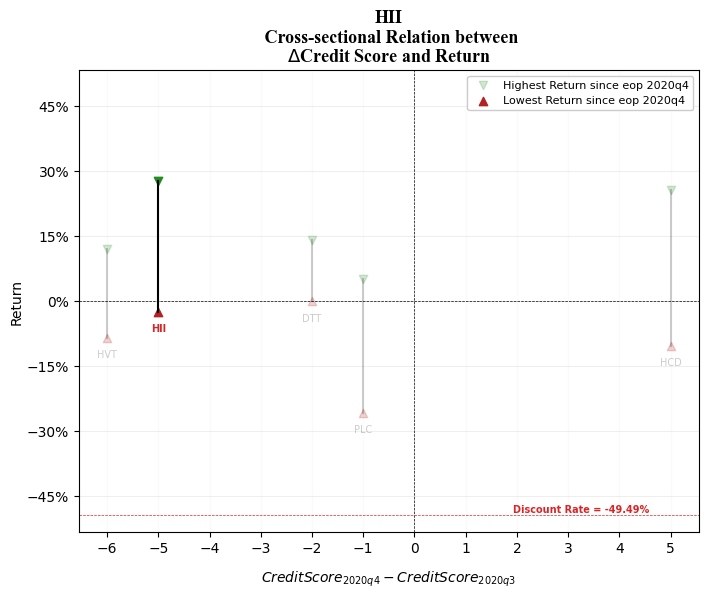 HII
Cross-sectional Relation between
ΔCredit Score and Return
Highest Return since eop 2020q4
Lowest Return since eop 2020q4
45%
30%
15%
0%
−15%
−30%
−45%
Return
HVT
HII
DTT
PLC
HCD
Discount Rate = -49.49%
−6 −5 −4 −3 −2 −1 0 1 2 3 4 5
CreditScore2020q4 − CreditScore2020q3